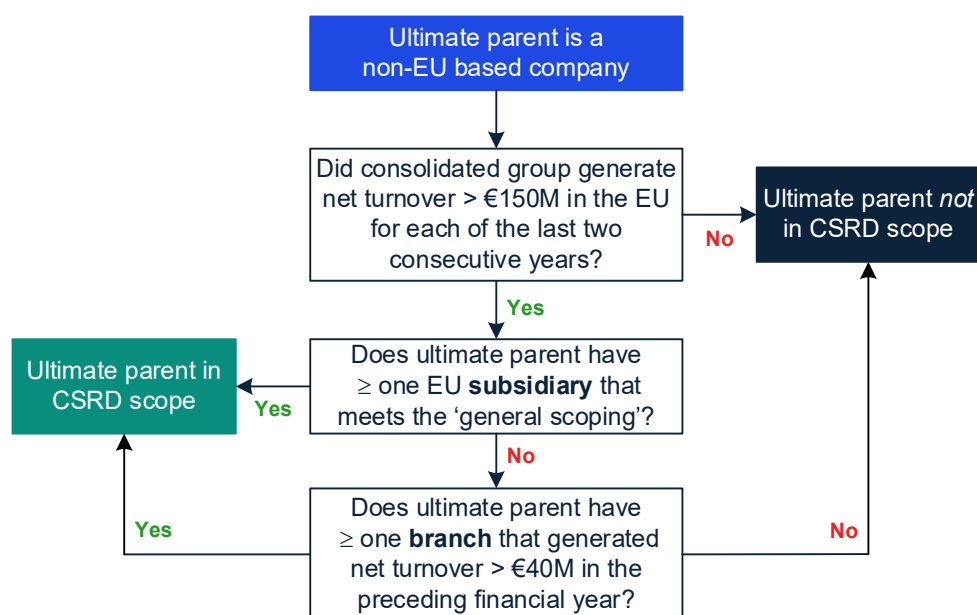 Ultimate parent is a
non-EU based company
Did consolidated group generate
net turnover > €150M in the EU
for each of the last two
consecutive years?
No
Ultimate parent not
in CSRD scope
Yes
Ultimate parent in
CSRD scope
Yes
Does ultimate parent have
≥ one EU subsidiary that
meets the ‘general scoping’?
No
Yes
Does ultimate parent have
≥ one branch that generated
net turnover > €40M in the
preceding financial year?
No